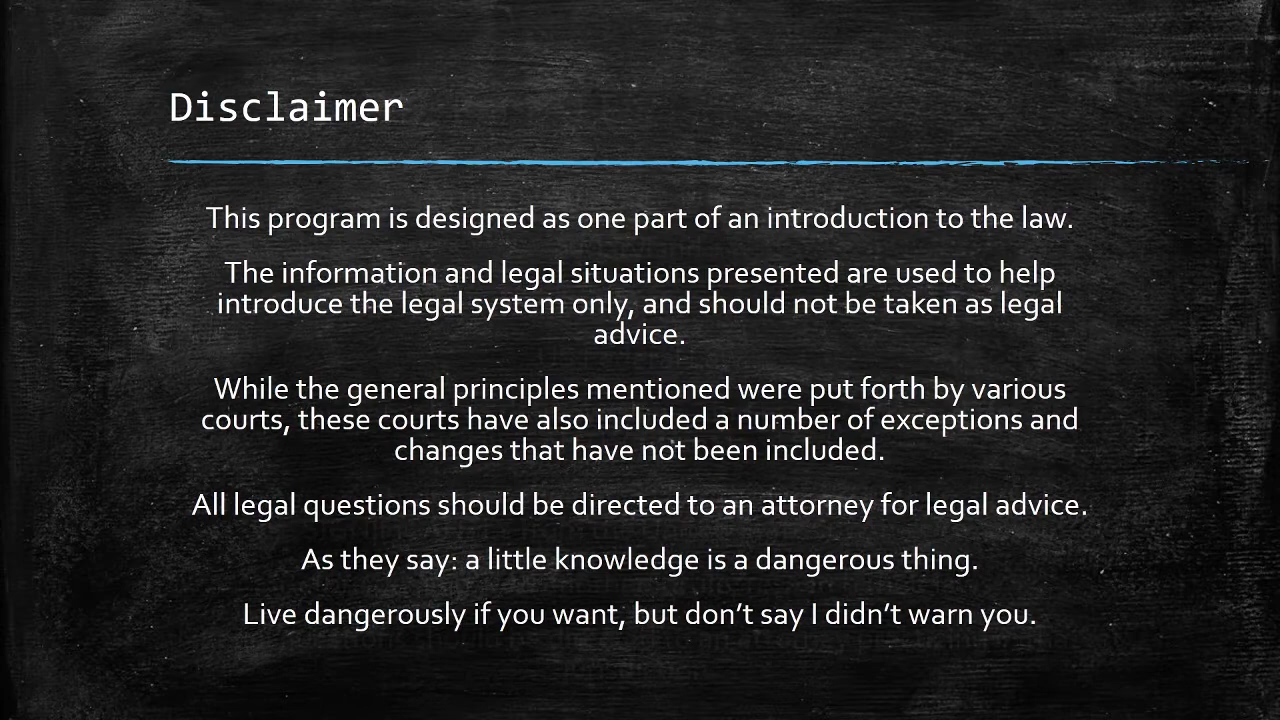 Disclaimer
This program is designed as one part of an introduction to the law.
The information and legal situations presented are used to help
introduce the legal system only, and should not be taken as legal
advice.
While the general principles mentioned were put forth by various
courts, these courts have also included a number of exceptions and
changes that have not been included.
All legal questions should be directed to an attorney for legal advice.
As they say: a little knowledge is a dangerous thing.
Live dangerously if you want, but don’t say I didn’t warn you.